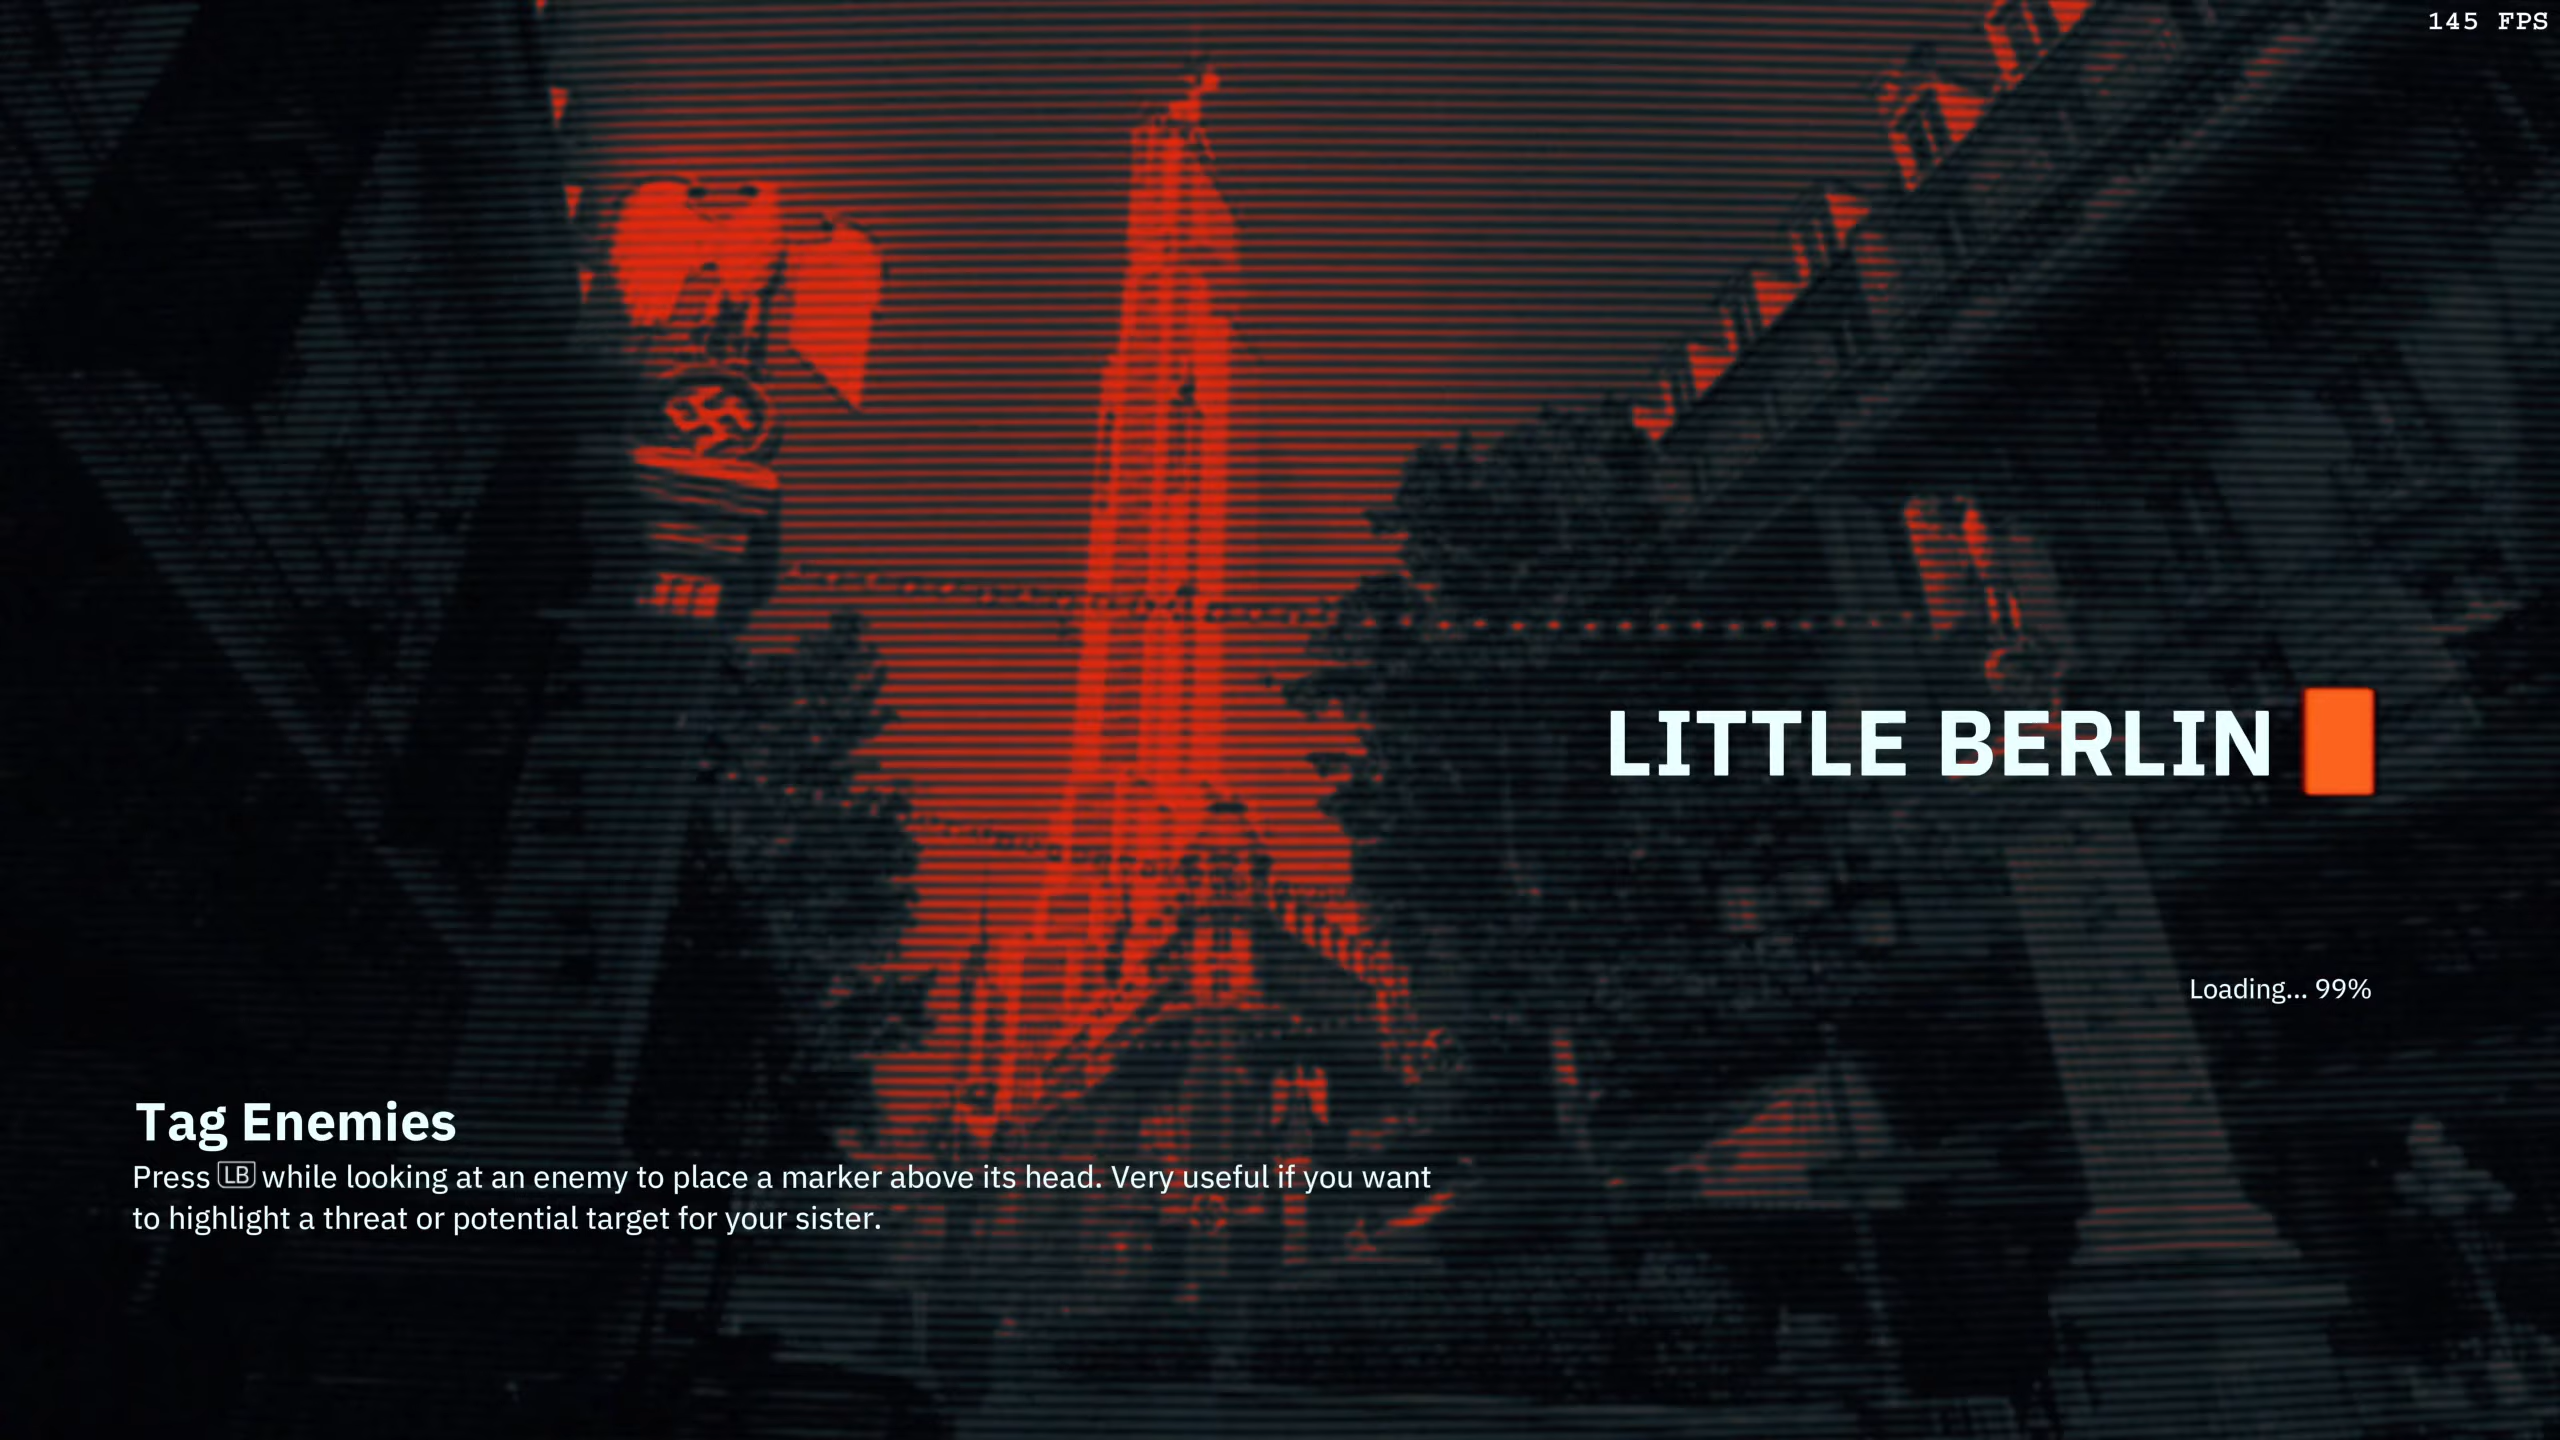 145 FPS
LITTLE BERLIN
Loading... 99%
Tag Enemies
Press LB while looking at an enemy to place a marker above its head. Very useful if you want
to highlight a threat or potential target for your sister.